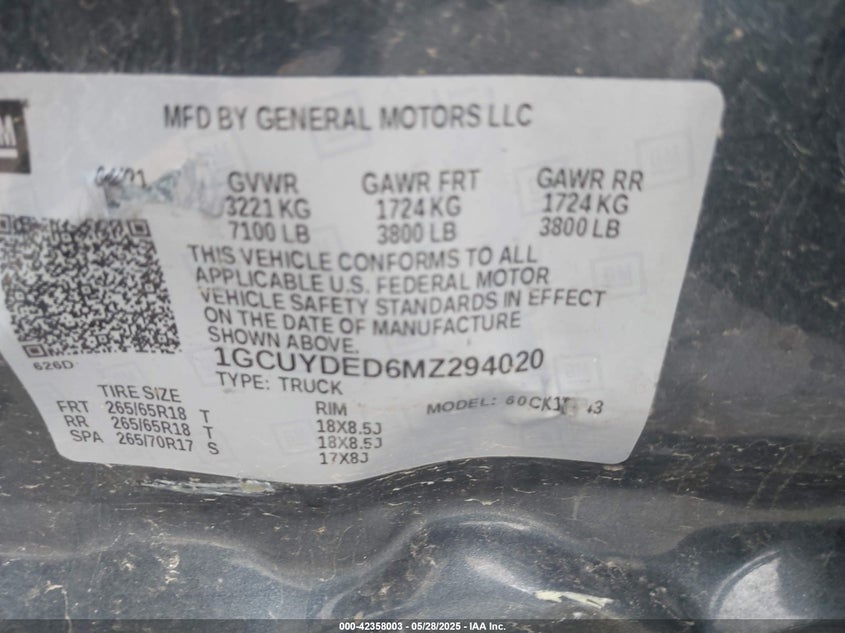 MFD BY GENERAL MOTORS LLC
GVWR GAWR FRT GAWR RR
3221 KG 1724 KG 1724 KG
7100 LB 3800 LB 3800 LB
THIS VEHICLE CONFORMS TO ALL
APPLICABLE U.S. FEDERAL MOTOR
VEHICLE SAFETY STANDARDS IN EFFECT
ON THE DATE OF MANUFACTURE
SHOWN ABOVE.
1GCUYDED6MZ294020
626D
TYPE: TRUCK
TIRE SIZE RIM MODEL:
FRT 265/65R18 T 18X8.5J
RR 265/65R18 T 18X8.5J
SPA 265/70R17 S 17X8J
000-42358003 — 05/28/2025 — IAA Inc.